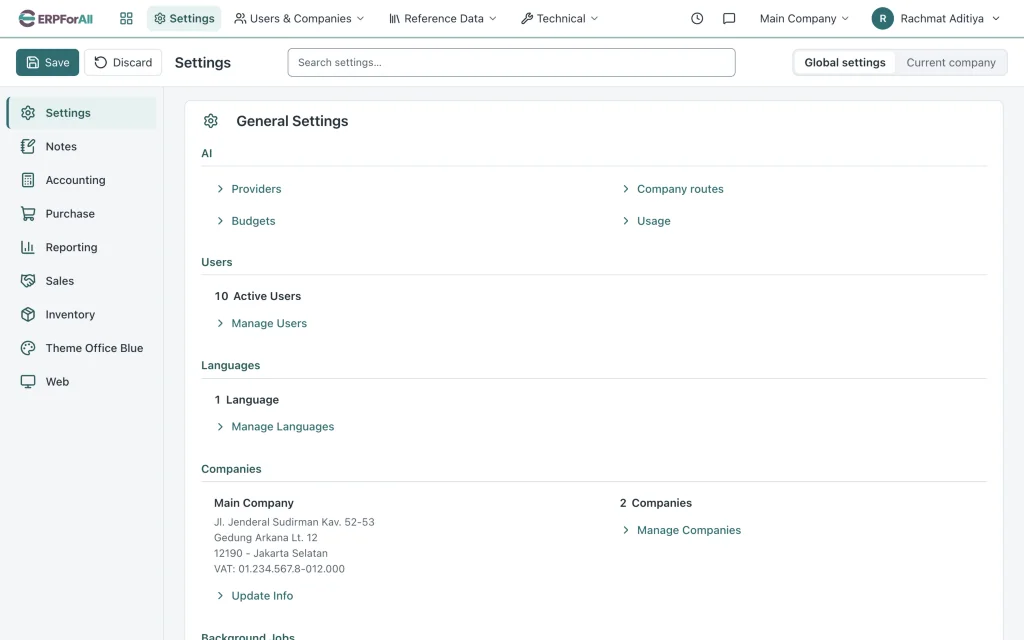 ERPForAll
Settings
Users & Companies
Reference Data
Technical
Main Company
R
Rachmat Aditiya
Save
Discard
Settings
Search settings...
Global settings
Current company
Settings
Notes
Accounting
Purchase
Reporting
Sales
Inventory
Theme Office Blue
Web
General Settings
AI
Providers
Company routes
Budgets
Usage
Users
10 Active Users
Manage Users
Languages
1 Language
Manage Languages
Companies
Main Company
Jl. Jenderal Sudirman Kav. 52-53
Gedung Arkana Lt. 12
12190 - Jakarta Selatan
VAT: 01.234.567.8-012.000
Update Info
2 Companies
Manage Companies
Background Jobs